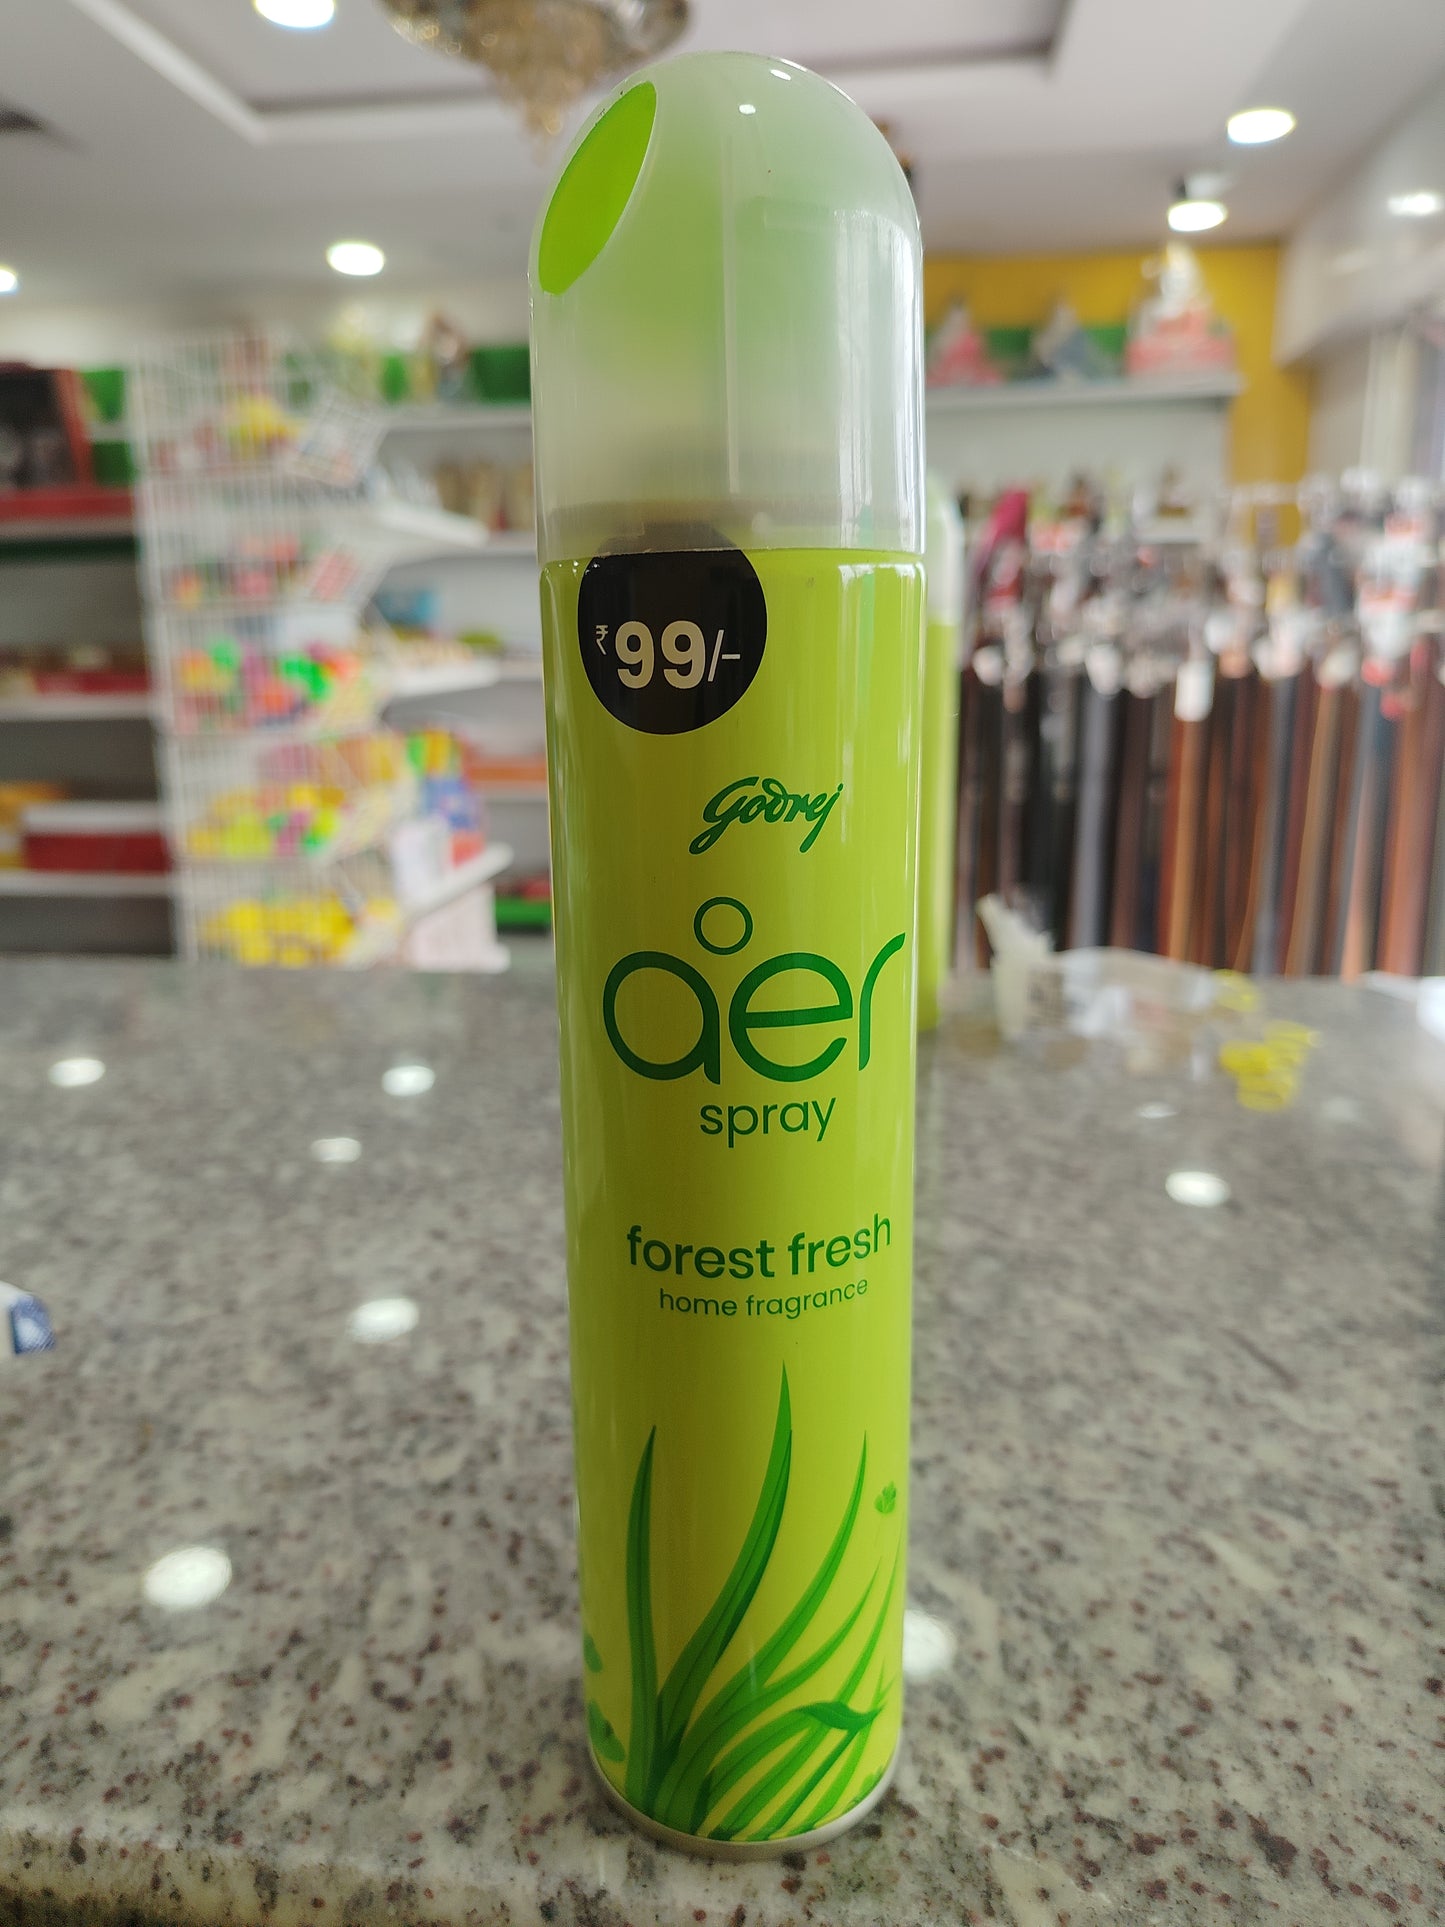 ₹99/-
Godrej
aer
spray
forest fresh
home fragrance